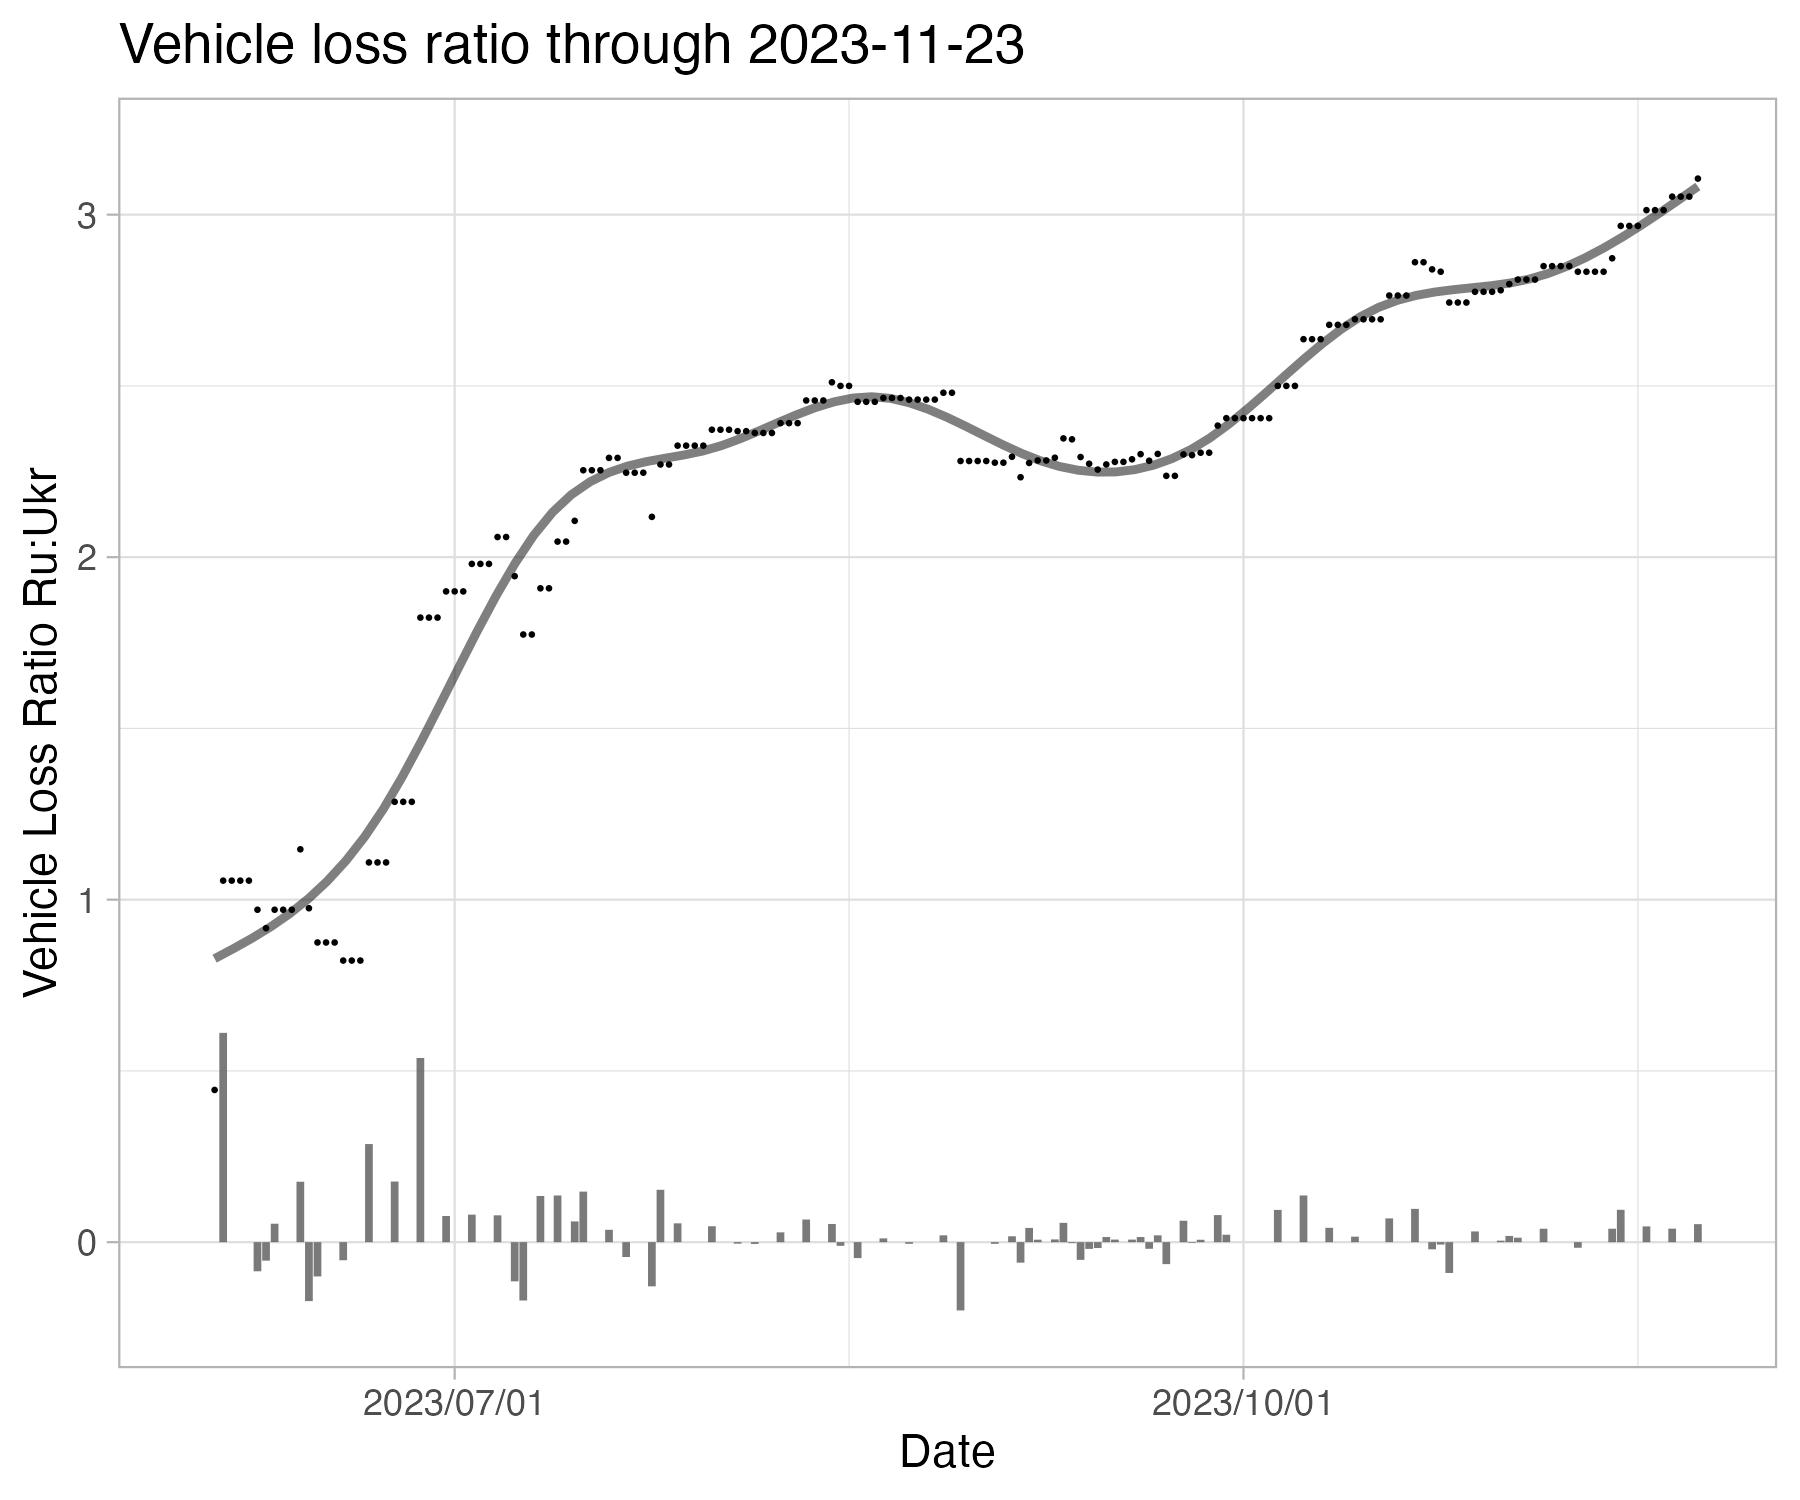 Vehicle loss ratio through 2023-11-23
Vehicle Loss Ratio Ru:Ukr
3
2
1
0
2023/07/01
2023/10/01
Date